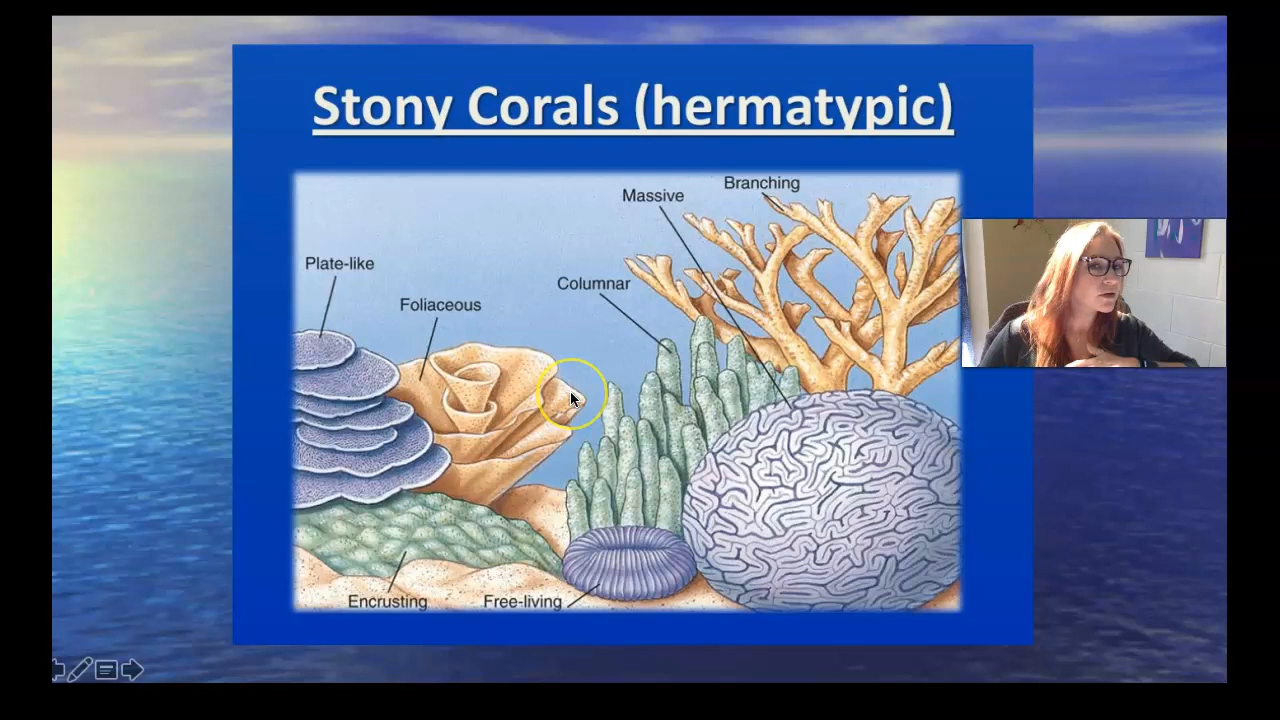 Stony Corals (hermatypic)
Branching
Massive
Plate-like
Columnar
Foliaceous
Encrusting
Free-living